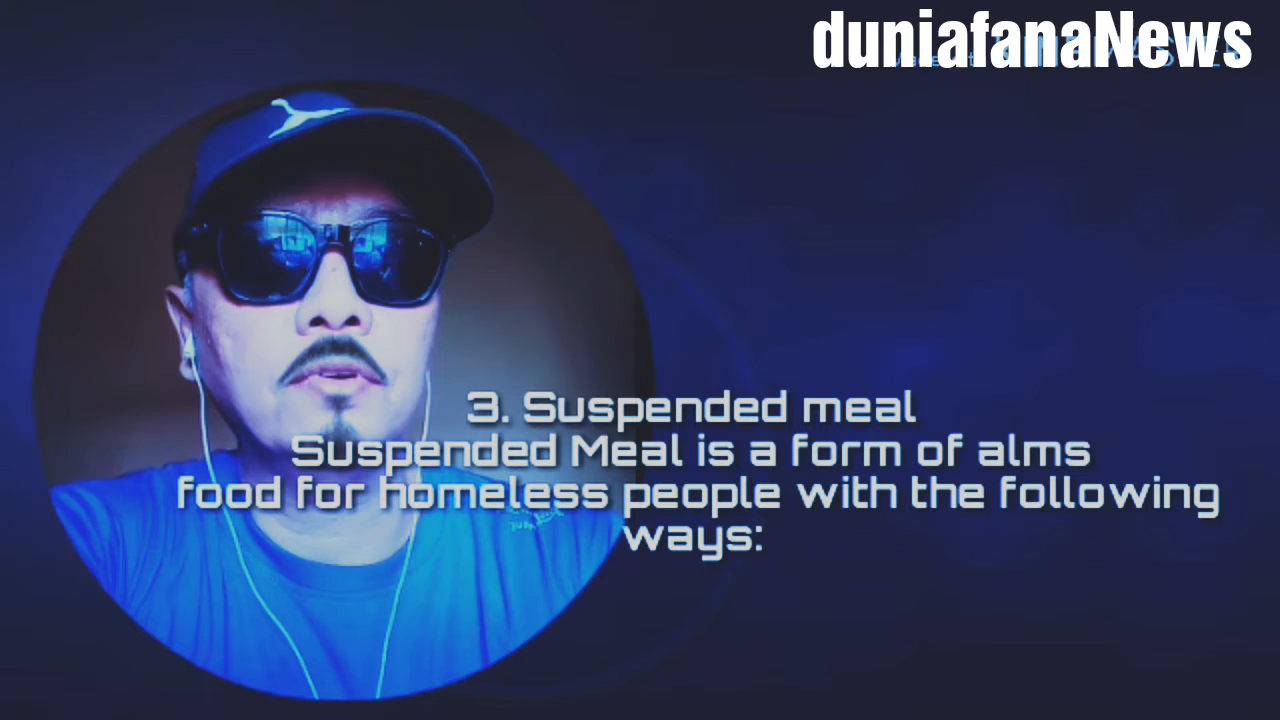 duniafanaNews
3. Suspended meal
Suspended Meal is a form of alms
food for homeless people with the following
ways: